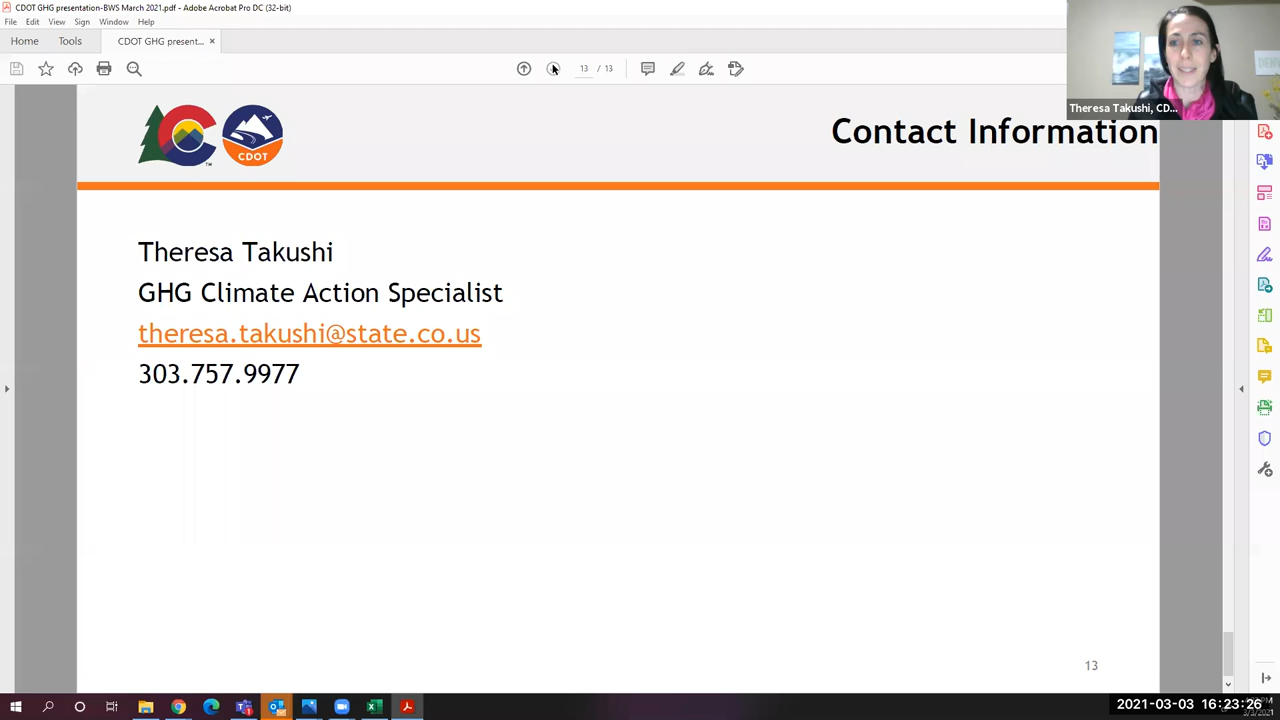 CDOT GHG presentation-BWS March 2021.pdf - Adobe Acrobat Pro DC (32-bit)
File Edit View Sign Window Help
Home Tools CDOT GHG present... ×
13 / 13
Theresa Takushi, CD...
CDOT
TM
Contact Information
Theresa Takushi
GHG Climate Action Specialist
theresa.takushi@state.co.us
303.757.9977
13
2021-03-03 16:23:26